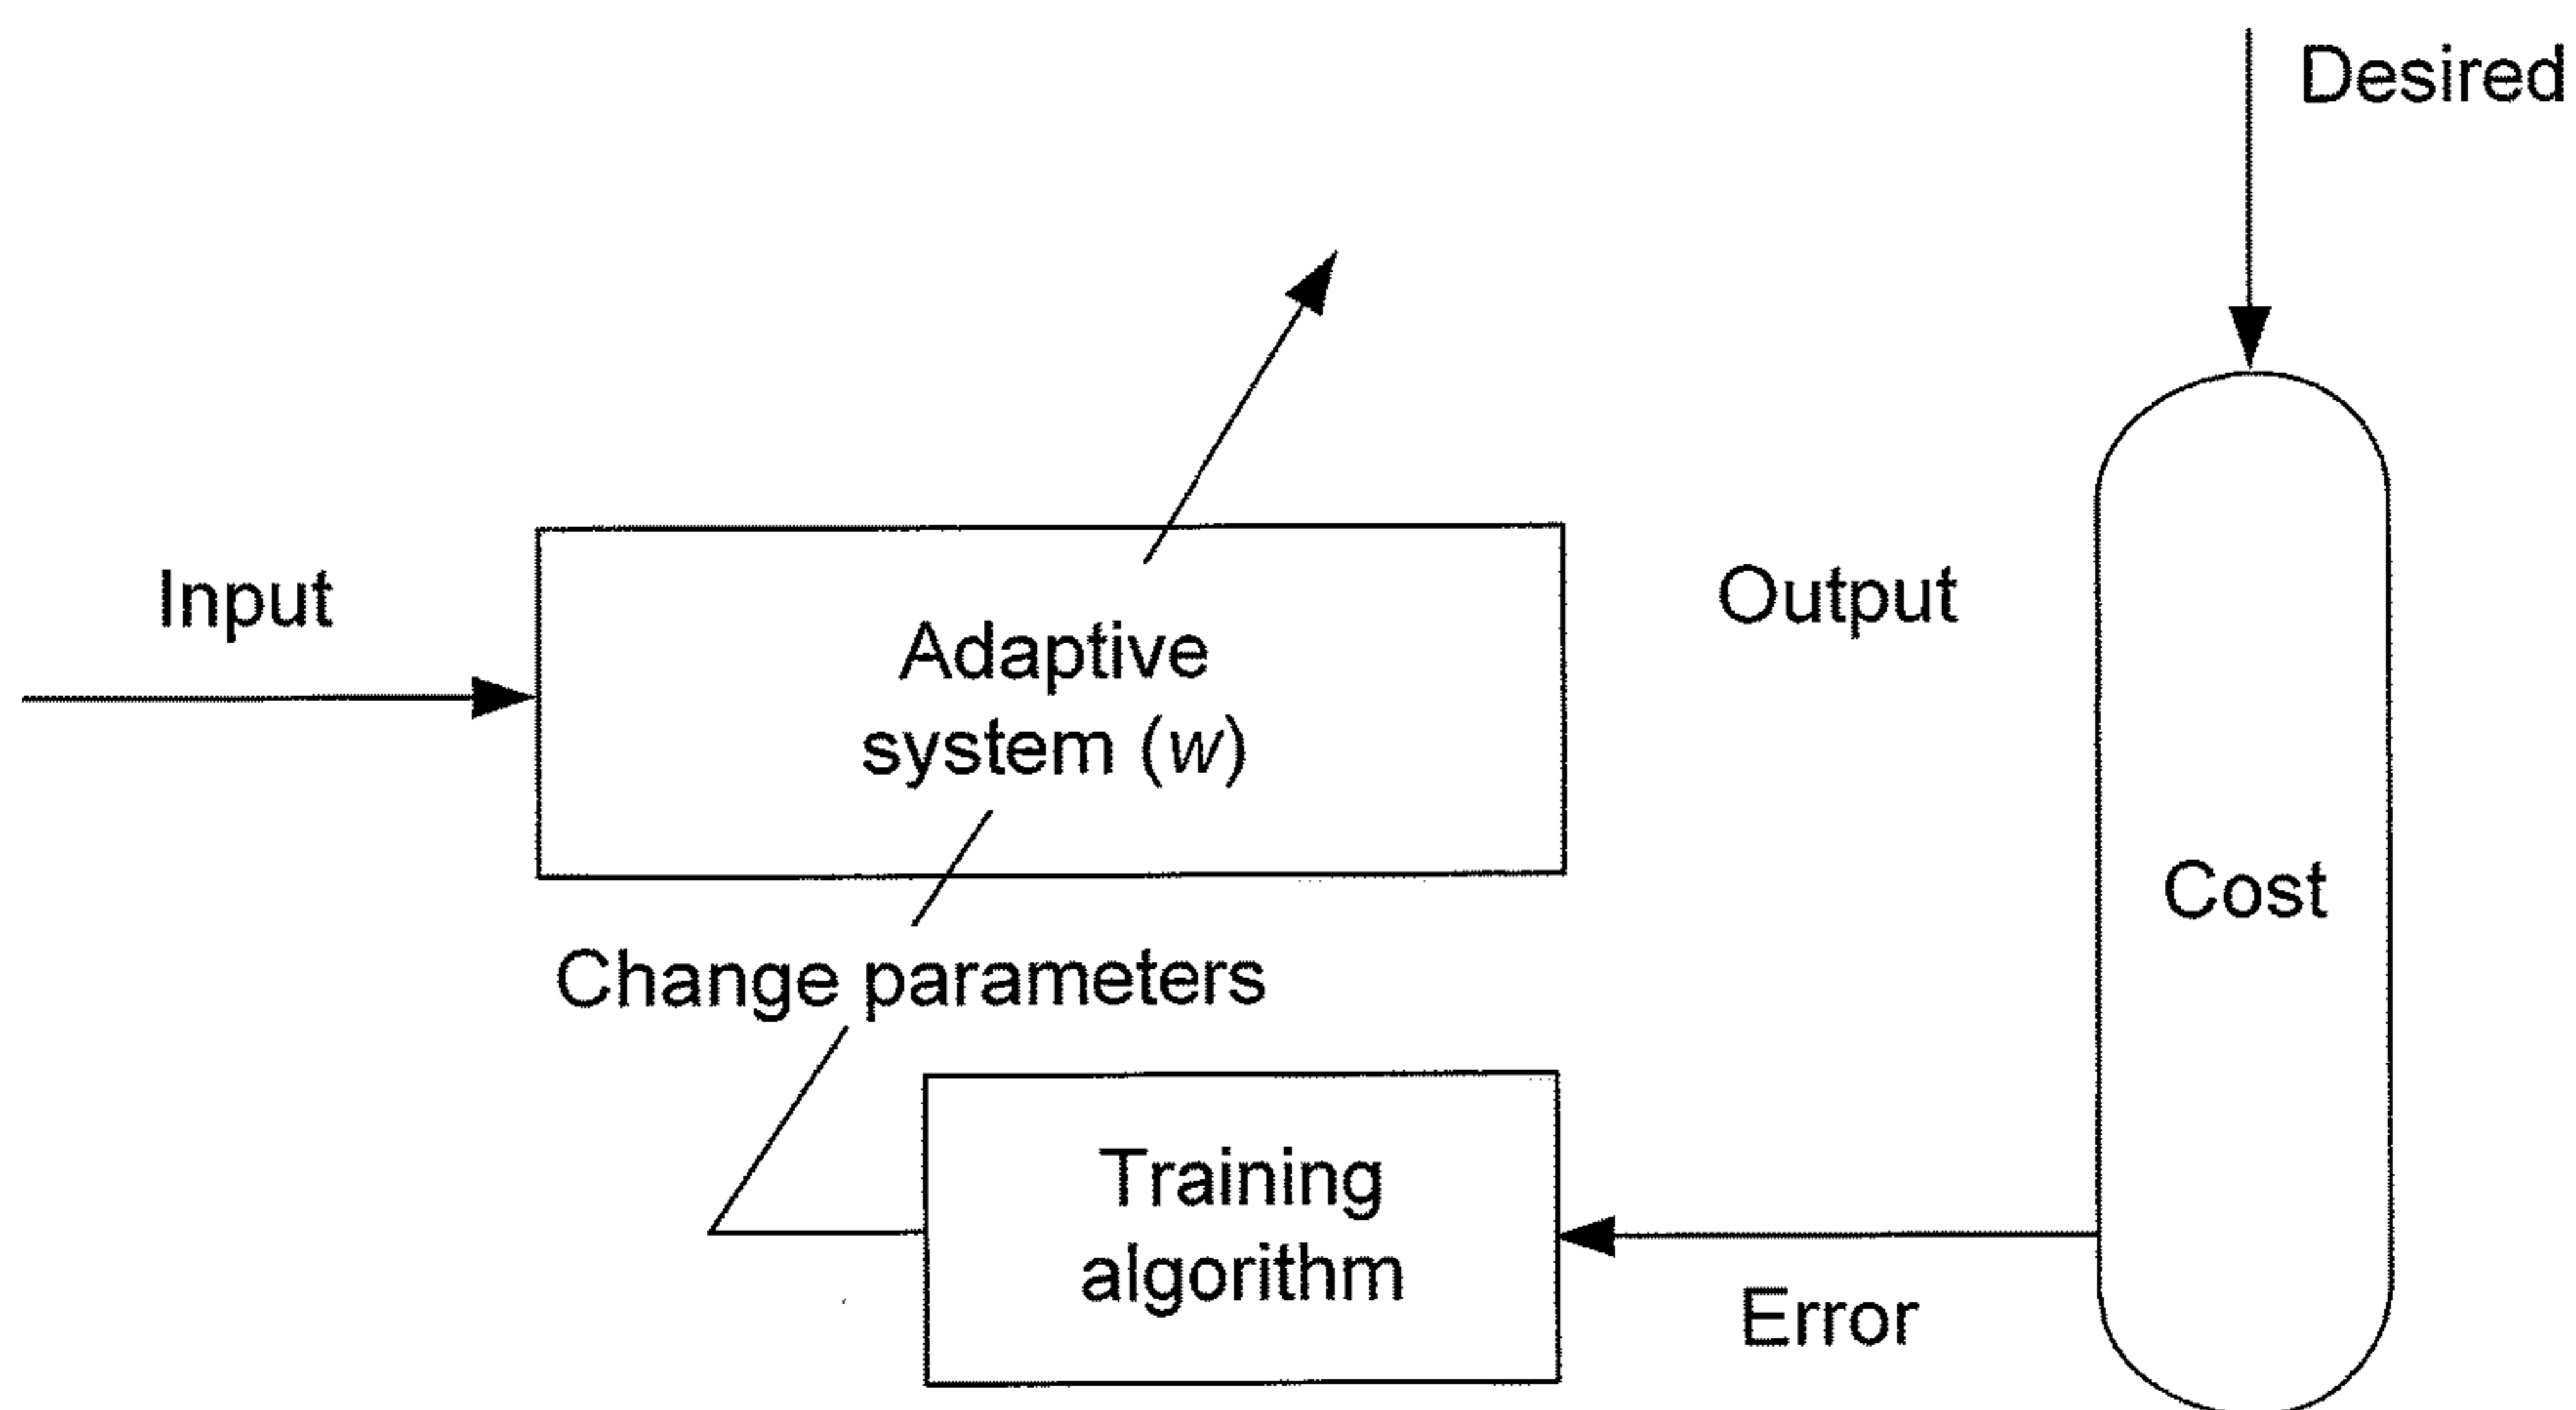 Desired
Input
Output
Adaptive
system (w)
Cost
Change parameters
Training
algorithm
Error